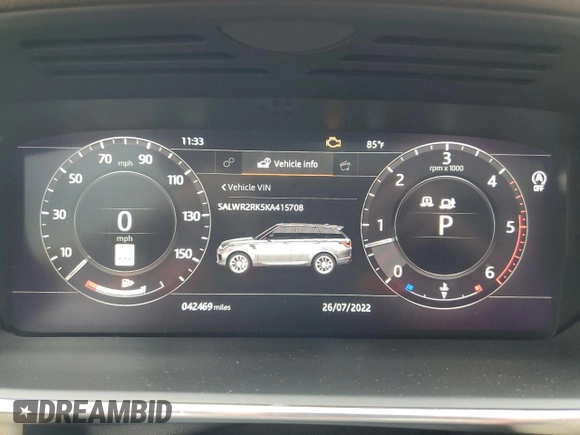 11:33
85°F
Vehicle info
Vehicle VIN
SALWR2RK5KA415708
70 mph 90
50
110
30
130
10
150
0
mph
3
rpm x 1000
2
4
1
5
0
6
P
OFF
042469 miles
26/07/2022
DREAMBID